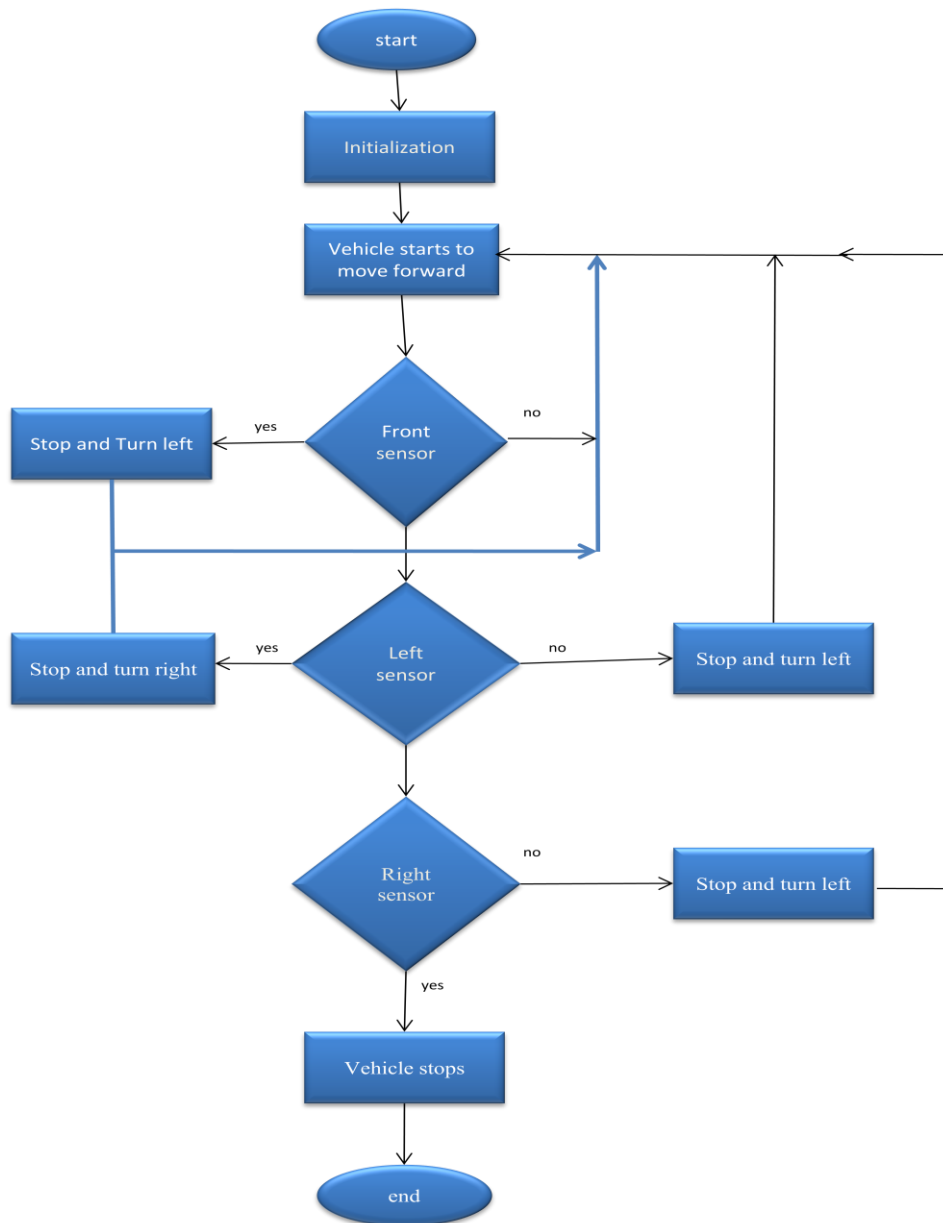 start
Initialization
Vehicle starts to
move forward
yes
no
Stop and Turn left
Front
sensor
yes
no
Stop and turn right
Left
sensor
Stop and turn left
no
Right
sensor
Stop and turn left
yes
Vehicle stops
end